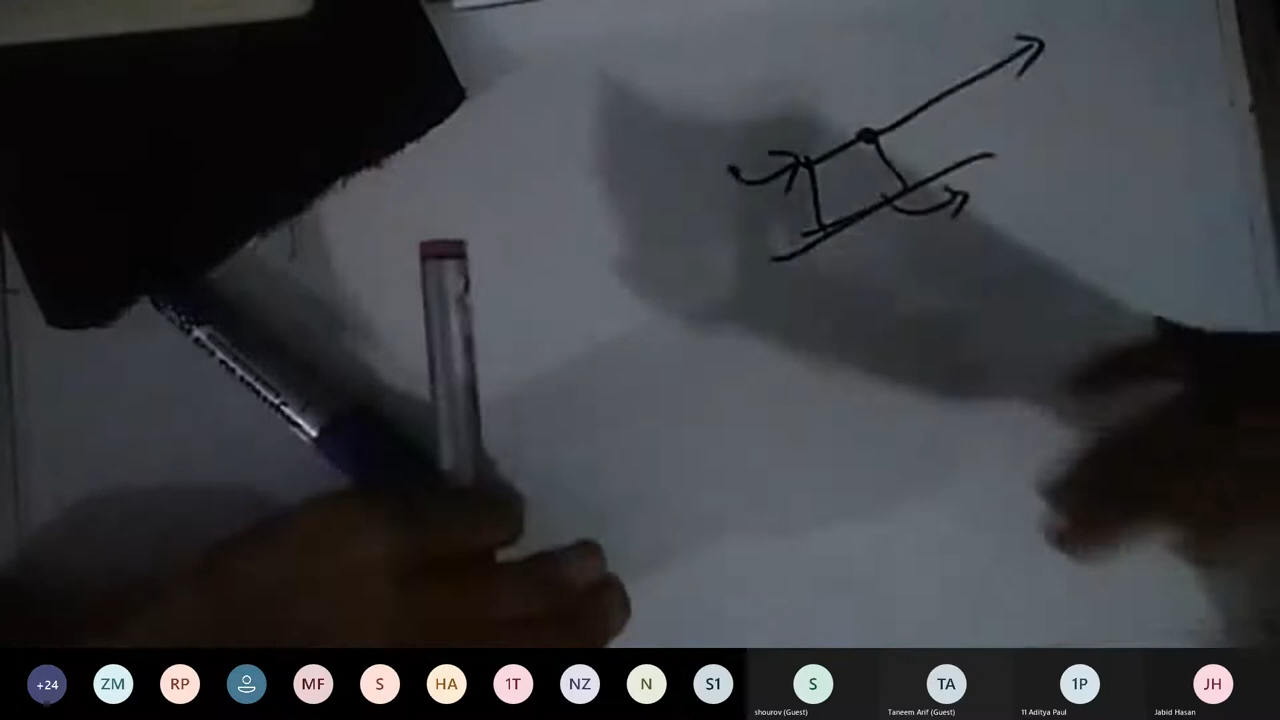 +24 ZM RP MF S HA 1T NZ N S1 S TA 1P JH
shourov (Guest) Taneem Arif (Guest) 11 Aditya Paul Jabid Hasan